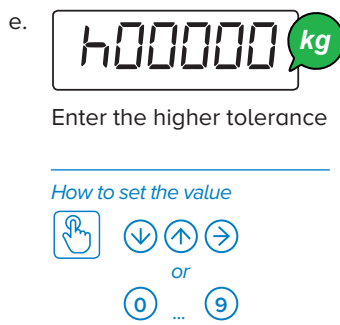 e.
h00000 kg
Enter the higher tolerance
How to set the value
or
0 ... 9